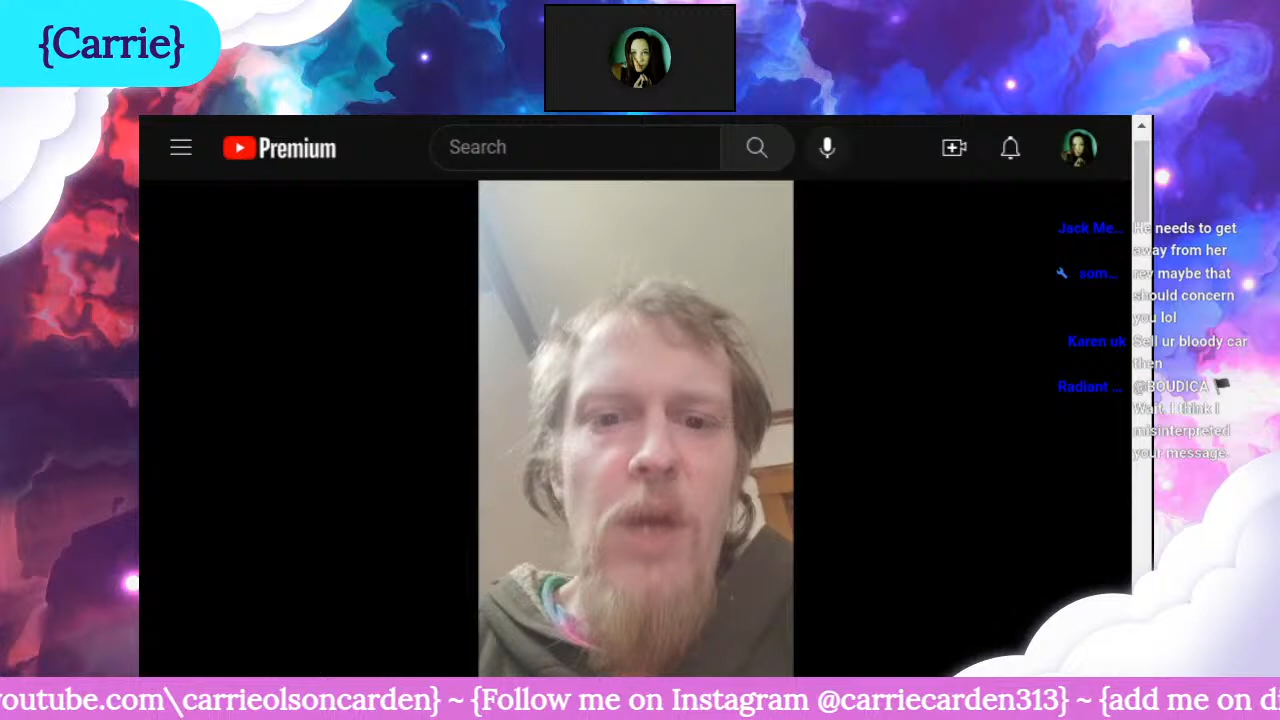 {Carrie}
Premium
Search
Jack Me... He needs to get
away from her
som... rev maybe that
should concern
you lol
Karen uk Sell ur bloody car
then
Radiant ... @BOUDICA
Wait, I think I
misinterpreted
your message.
youtube.com\carrieolsoncarden} ~ {Follow me on Instagram @carriecarden313} ~ {add me on di